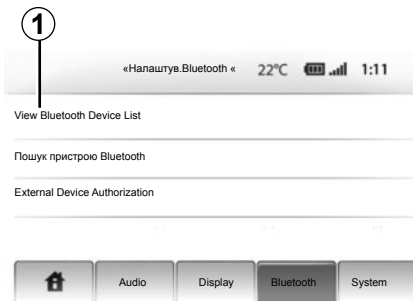 1
«Налаштув.Bluetooth « 22°C 1:11
View Bluetooth Device List
Пошук пристрою Bluetooth
External Device Authorization
Audio Display Bluetooth System